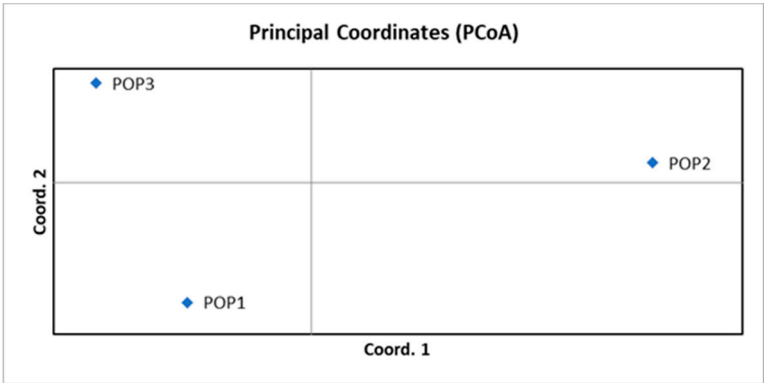 Principal Coordinates (PCoA)
POP3
POP2
Coord. 2
POP1
Coord. 1